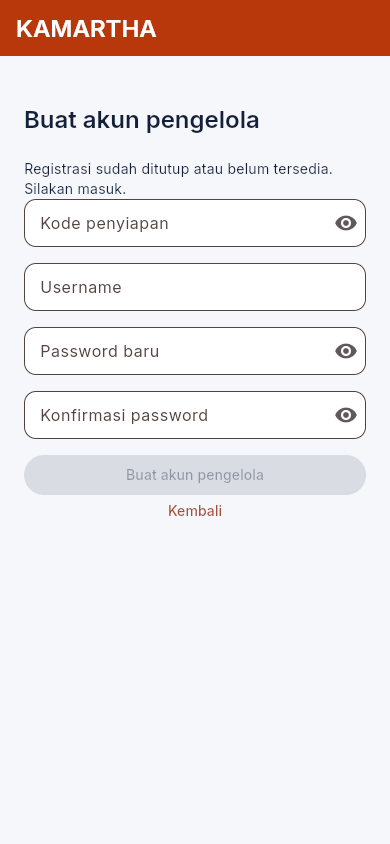 KAMARTHA
Buat akun pengelola
Registrasi sudah ditutup atau belum tersedia.
Silakan masuk.
Kode penyiapan
Username
Password baru
Konfirmasi password
Buat akun pengelola
Kembali